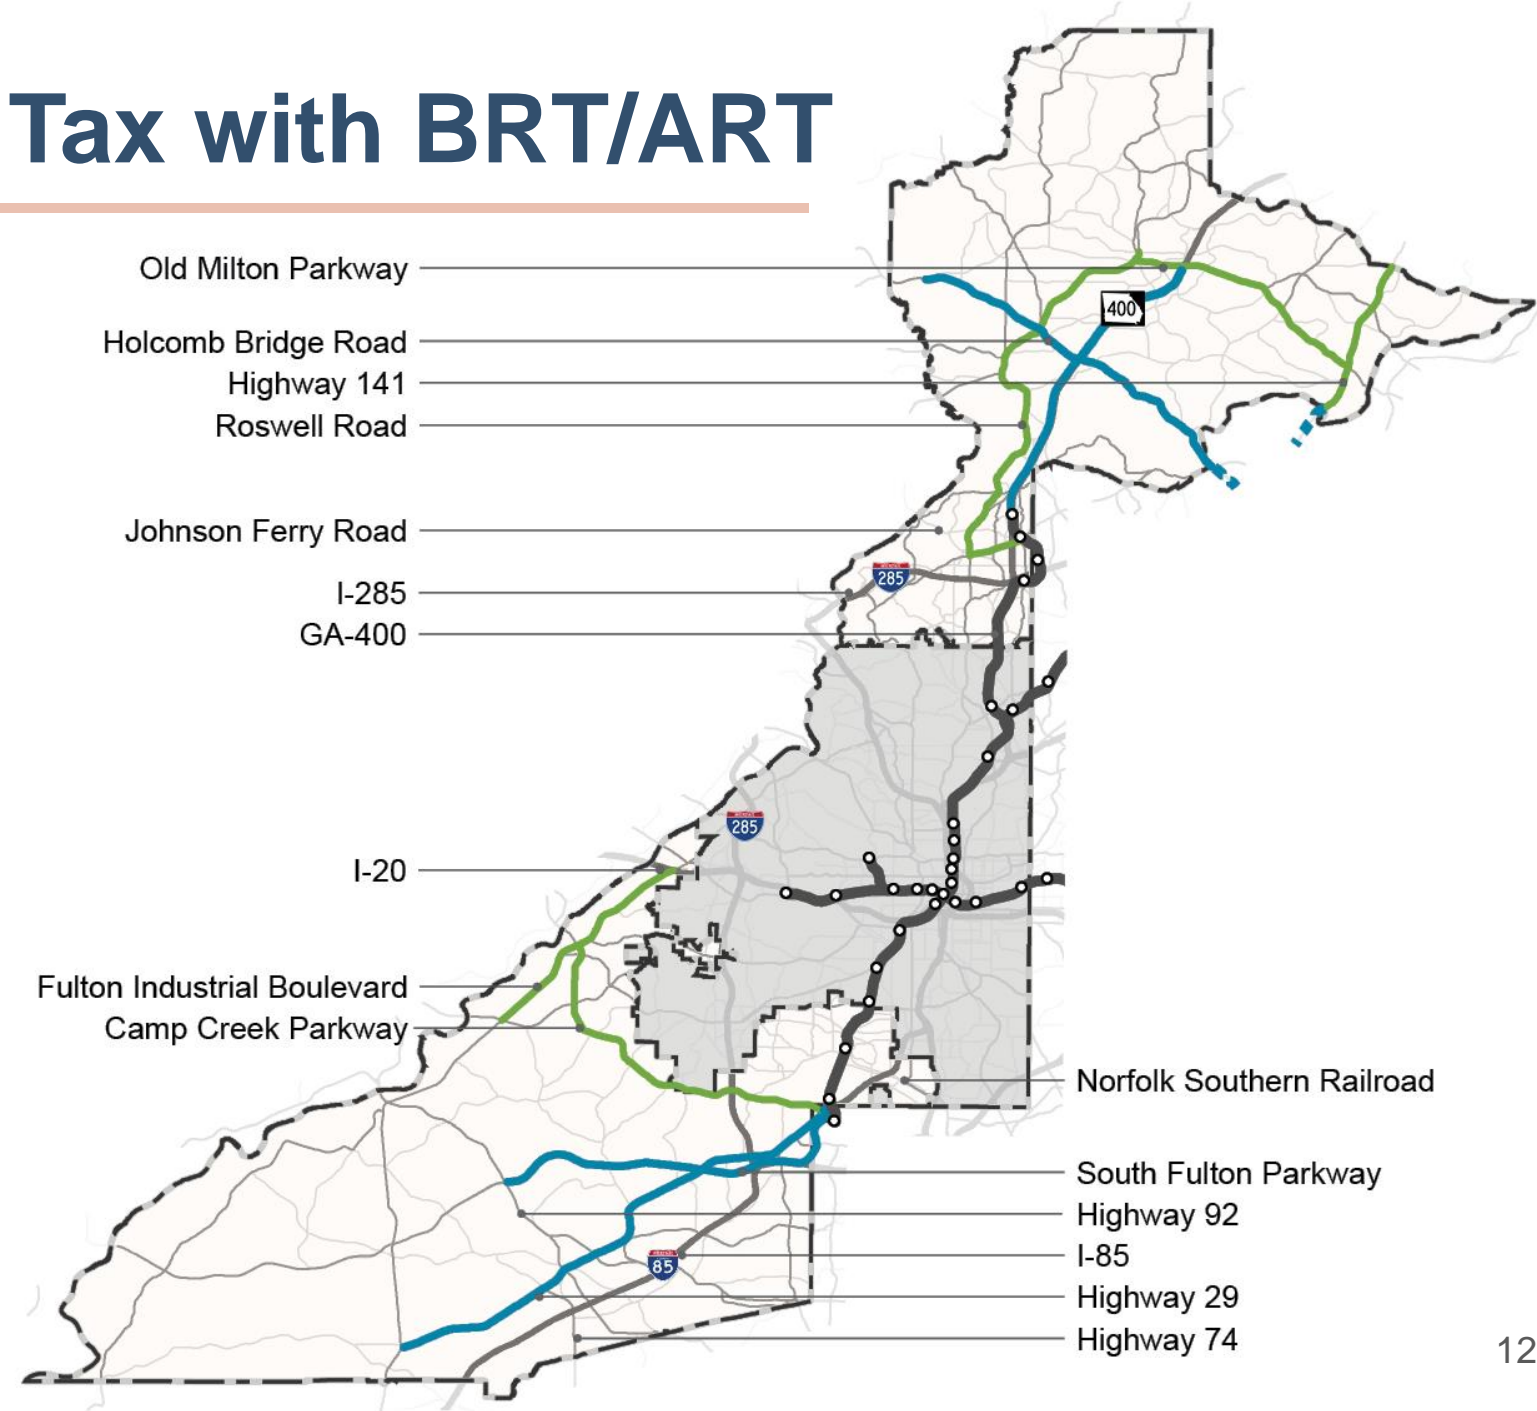 Tax with BRT/ART
Old Milton Parkway
400
Holcomb Bridge Road
Highway 141
Roswell Road
Johnson Ferry Road
285
I-285
GA-400
285
I-20
Fulton Industrial Boulevard
Camp Creek Parkway
Norfolk Southern Railroad
South Fulton Parkway
Highway 92
I-85
85
Highway 29
Highway 74
12